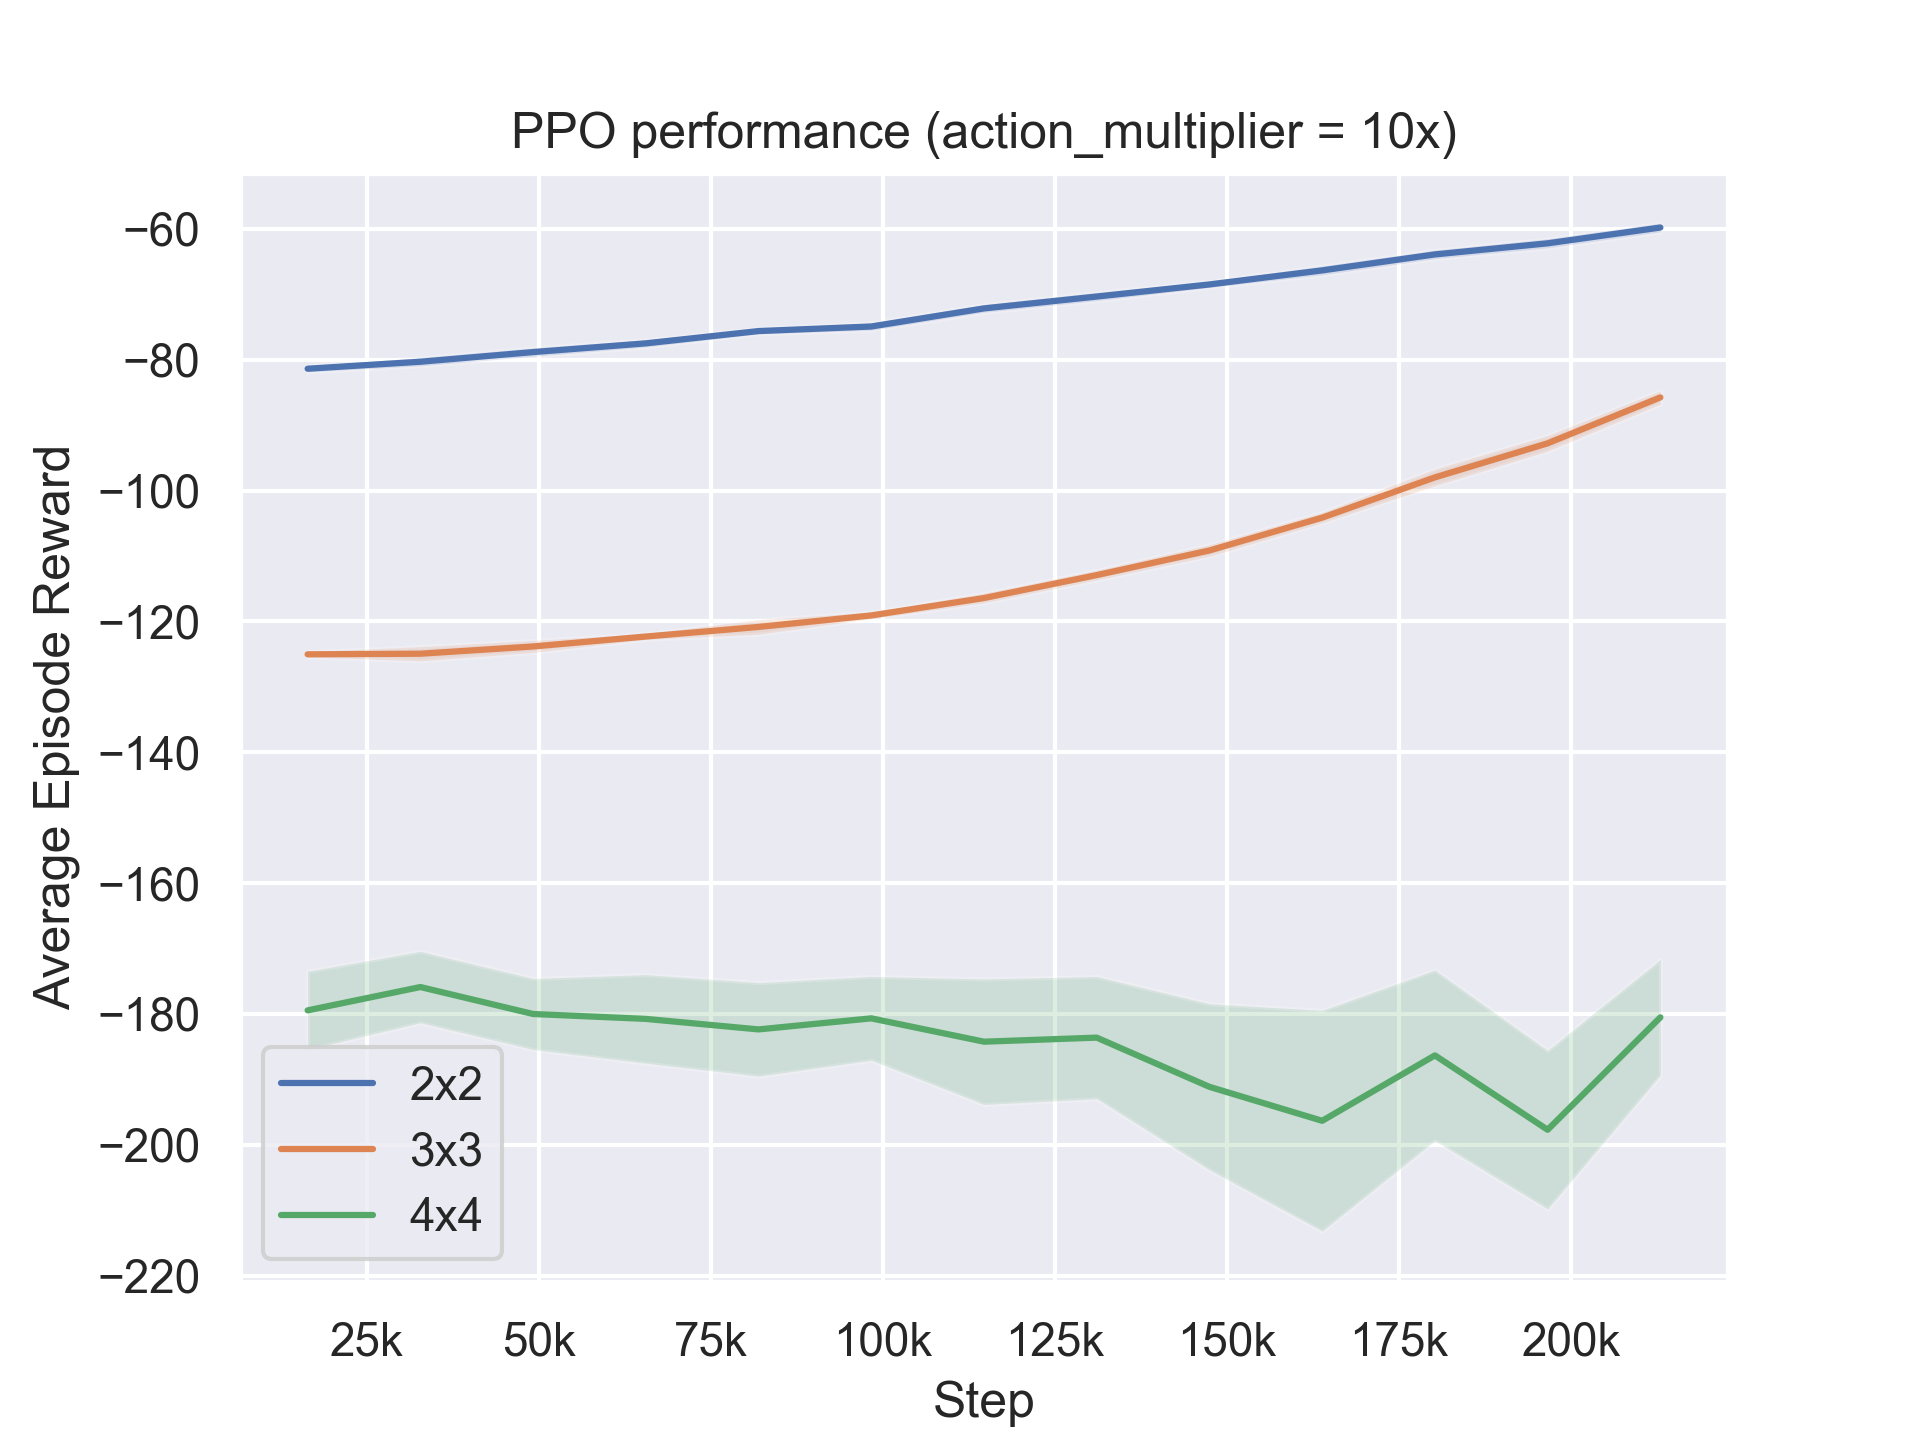 PPO performance (action_multiplier = 10x)
−60
−80
−100
−120
−140
−160
−180
−200
−220
Average Episode Reward
2x2
3x3
4x4
25k 50k 75k 100k 125k 150k 175k 200k
Step